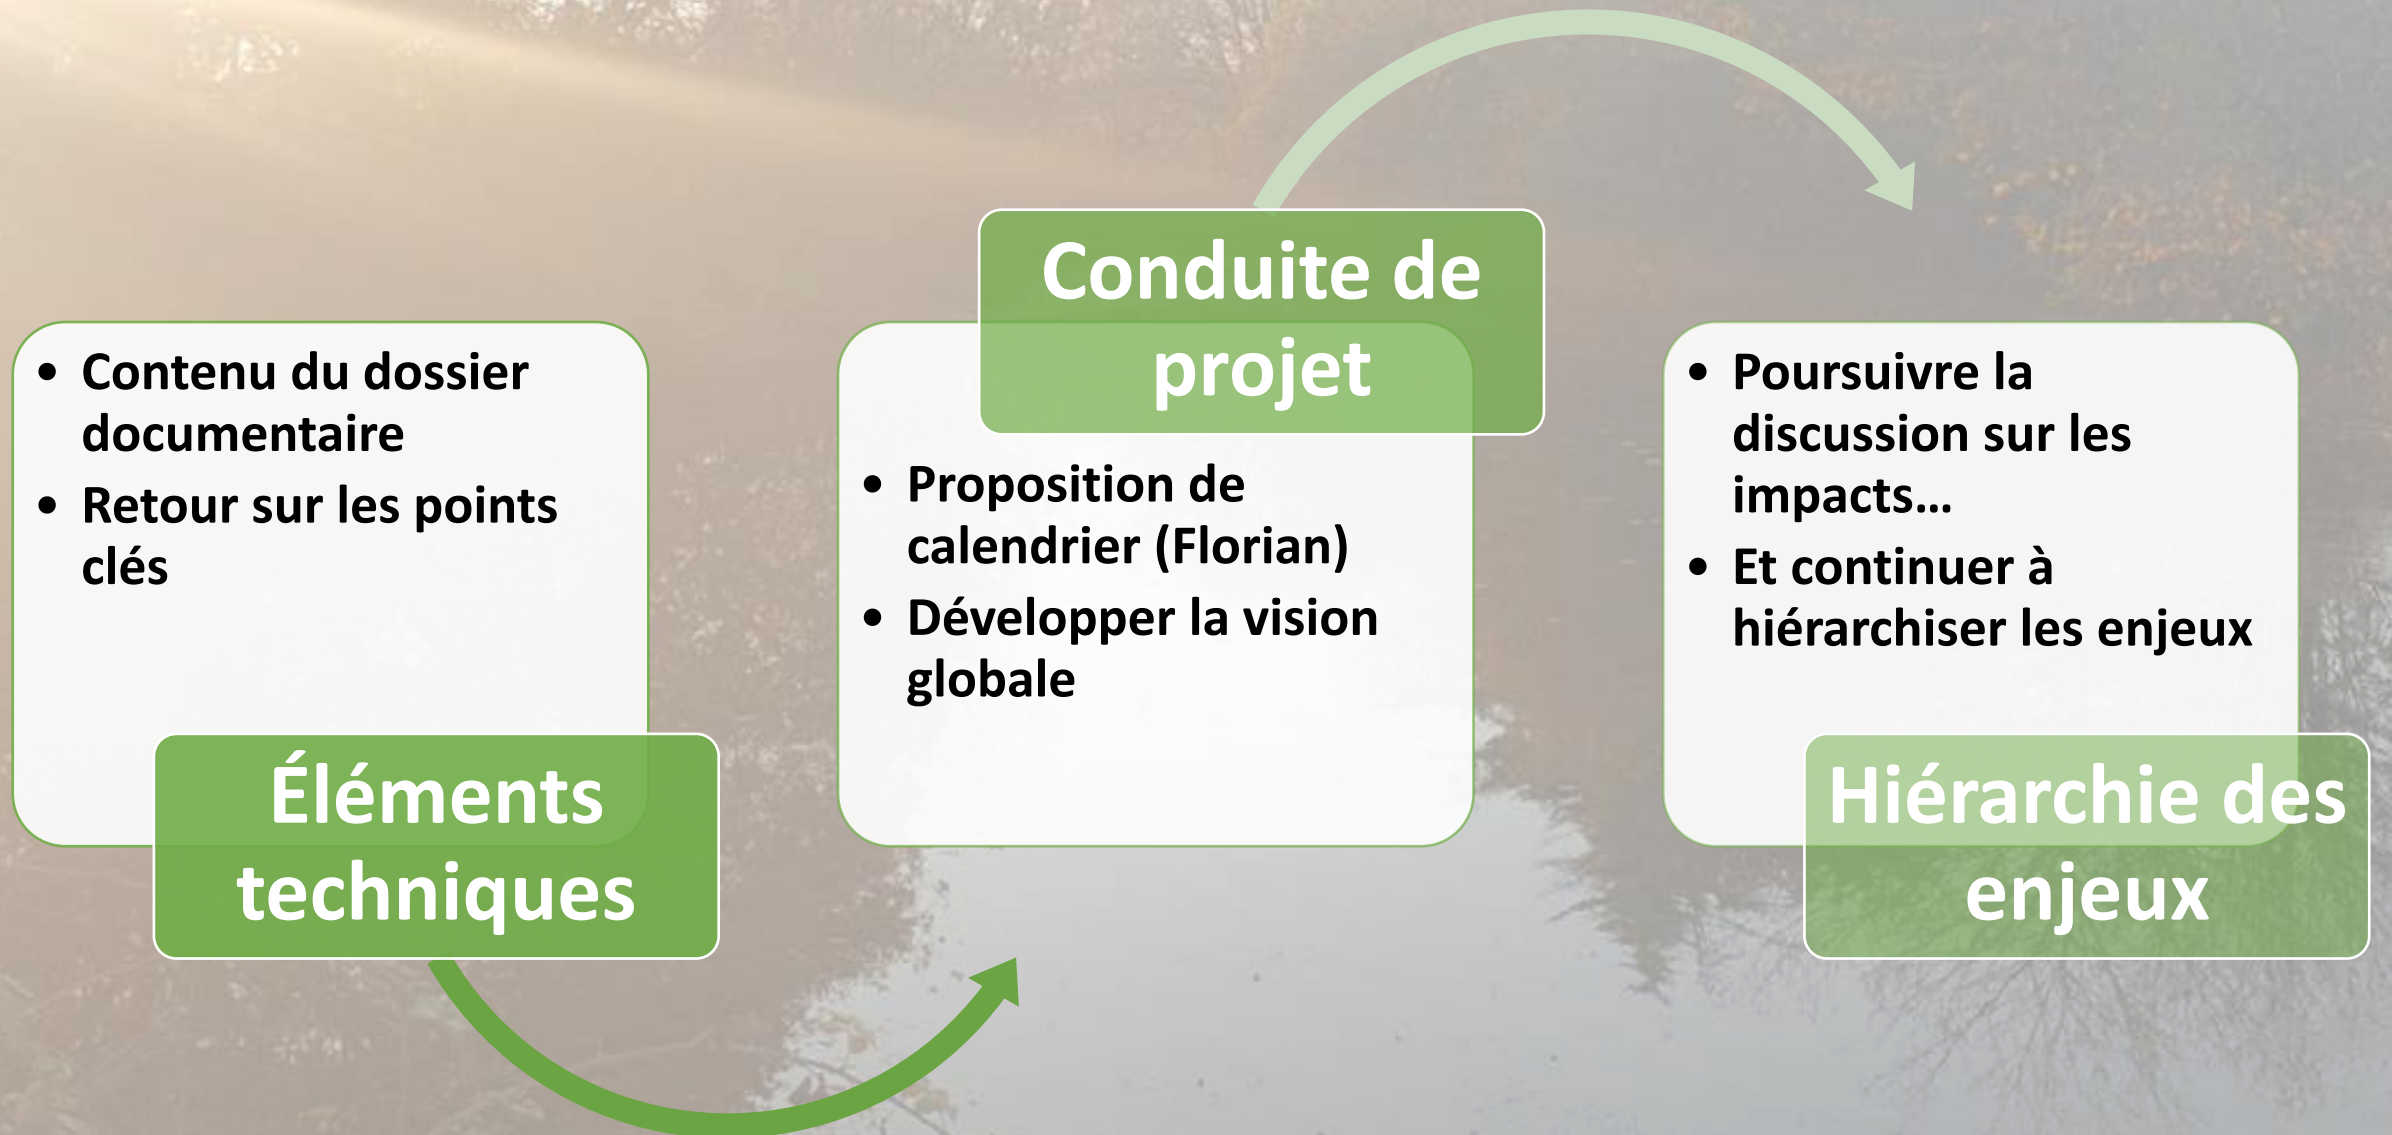 • Contenu du dossier
documentaire
• Retour sur les points
clés
Éléments
techniques
Conduite de
projet
• Proposition de
calendrier (Florian)
• Développer la vision
globale
• Poursuivre la
discussion sur les
impacts...
• Et continuer à
hiérarchiser les enjeux
Hiérarchie des
enjeux